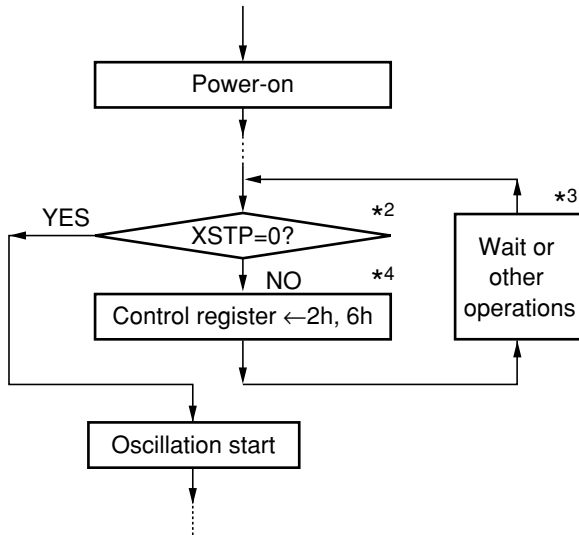 Power-on
YES
XSTP=0?
*2
*3
Wait or
other
operations
NO
*4
Control register ←2h, 6h
Oscillation start